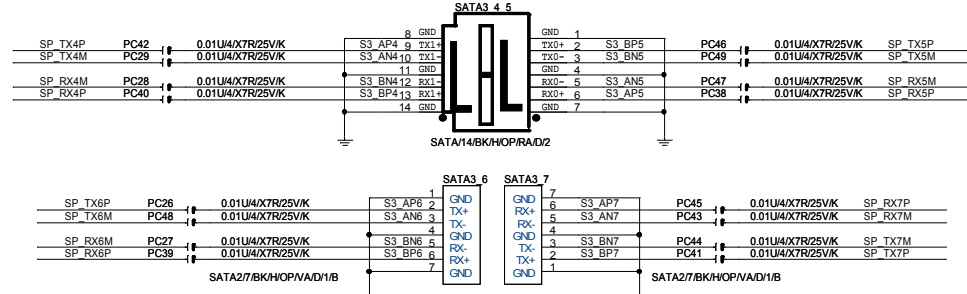 SATA3_4_5
8 GND GND 1
SP_TX4P PC42 0.01U/4/X7R/25V/K S3_AP4 9 TX1+ TX0+ 2 S3_BP5 PC46 0.01U/4/X7R/25V/K SP_TX5P
SP_TX4M PC29 0.01U/4/X7R/25V/K S3_AN4 10 TX1- TX0- 3 S3_BN5 PC49 0.01U/4/X7R/25V/K SP_TX5M
11 GND GND 4
SP_RX4M PC28 0.01U/4/X7R/25V/K S3_BN4 12 RX1- RX0- 5 S3_AN5 PC47 0.01U/4/X7R/25V/K SP_RX5M
SP_RX4P PC40 0.01U/4/X7R/25V/K S3_BP4 13 RX1+ RX0+ 6 S3_AP5 PC38 0.01U/4/X7R/25V/K SP_RX5P
14 GND GND 7
SATA/14/BK/H/OP/RA/D/2
SATA3_6 SATA3_7
1 GND GND 7
SP_TX6P PC26 0.01U/4/X7R/25V/K S3_AP6 2 TX+ RX+ 6 S3_AP7 PC45 0.01U/4/X7R/25V/K SP_RX7P
SP_TX6M PC48 0.01U/4/X7R/25V/K S3_AN6 3 TX- RX- 5 S3_AN7 PC43 0.01U/4/X7R/25V/K SP_RX7M
4 GND GND 4
SP_RX6M PC27 0.01U/4/X7R/25V/K S3_BN6 5 RX- TX- 3 S3_BN7 PC44 0.01U/4/X7R/25V/K SP_TX7M
SP_RX6P PC39 0.01U/4/X7R/25V/K S3_BP6 6 RX+ TX+ 2 S3_BP7 PC41 0.01U/4/X7R/25V/K SP_TX7P
7 GND GND 1
SATA2/7/BK/H/OP/VA/D/1/B SATA2/7/BK/H/OP/VA/D/1/B